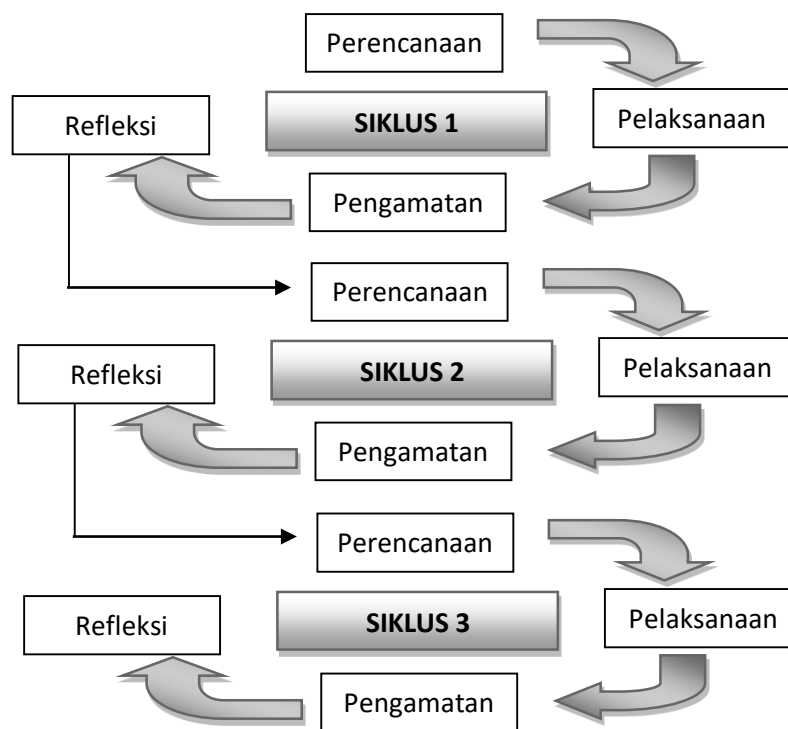 Perencanaan
Refleksi
SIKLUS 1
Pelaksanaan
Pengamatan
Perencanaan
Refleksi
SIKLUS 2
Pelaksanaan
Pengamatan
Perencanaan
Refleksi
SIKLUS 3
Pelaksanaan
Pengamatan